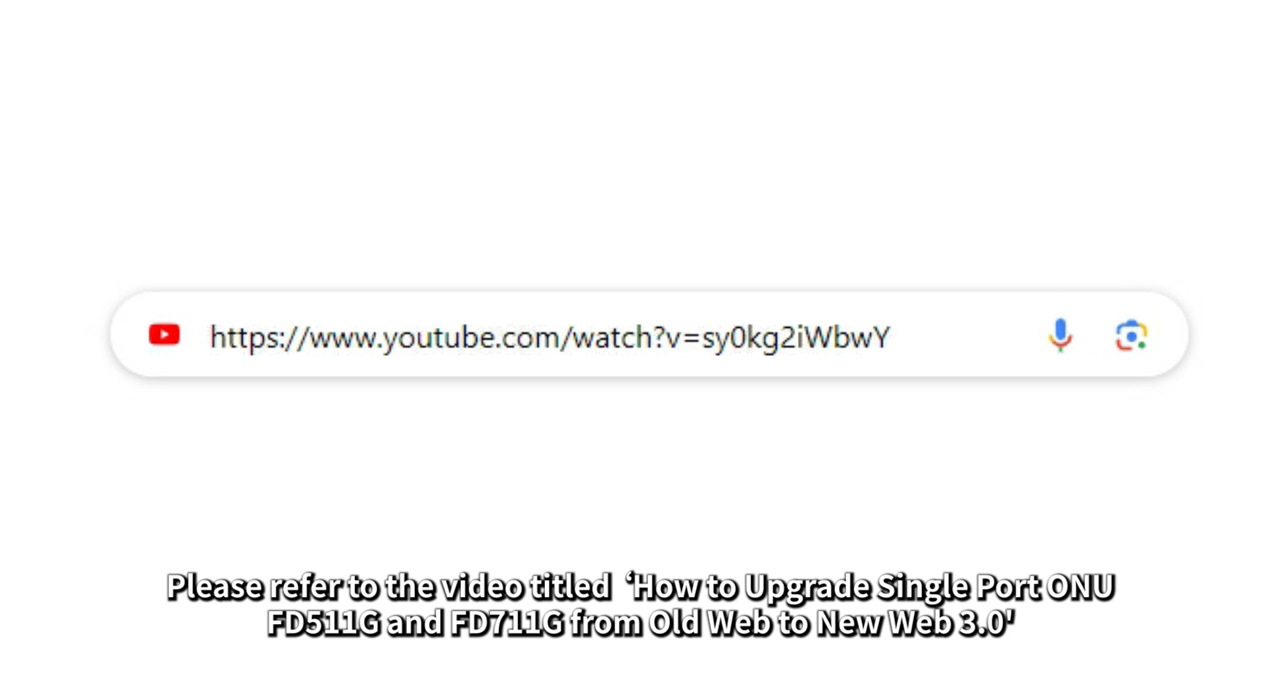 https://www.youtube.com/watch?v=sy0kg2iWbwY
Please refer to the video titled ‘How to Upgrade Single Port ONU
FD511G and FD711G from Old Web to New Web 3.0'